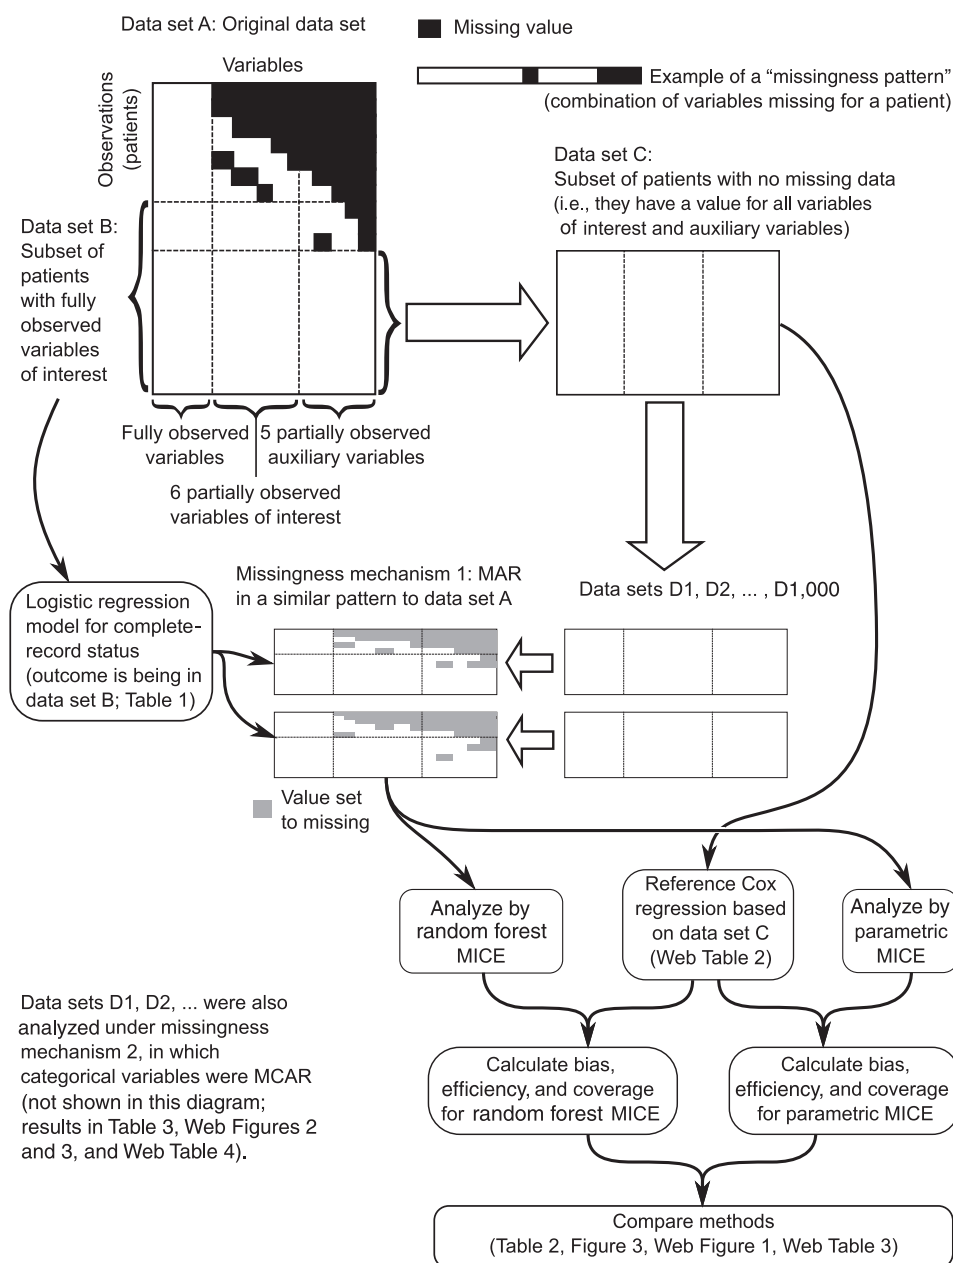 Data set A: Original data set
Missing value
Variables
Example of a “missingness pattern”
(combination of variables missing for a patient)
Observations
(patients)
Data set C:
Subset of patients with no missing data
(i.e., they have a value for all variables
of interest and auxiliary variables)
Data set B:
Subset of
patients
with fully
observed
variables
of interest
Fully observed
variables
5 partially observed
auxiliary variables
6 partially observed
variables of interest
Missingness mechanism 1: MAR
in a similar pattern to data set A
Data sets D1, D2, ... , D1,000
Logistic regression
model for complete-
record status
(outcome is being in
data set B; Table 1)
Value set
to missing
Analyze by
random forest
MICE
Reference Cox
regression based
on data set C
(Web Table 2)
Analyze by
parametric
MICE
Data sets D1, D2, ... were also
analyzed under missingness
mechanism 2, in which
categorical variables were MCAR
(not shown in this diagram;
results in Table 3, Web Figures 2
and 3, and Web Table 4).
Calculate bias,
efficiency, and coverage
for random forest MICE
Calculate bias,
efficiency, and coverage
for parametric MICE
Compare methods
(Table 2, Figure 3, Web Figure 1, Web Table 3)